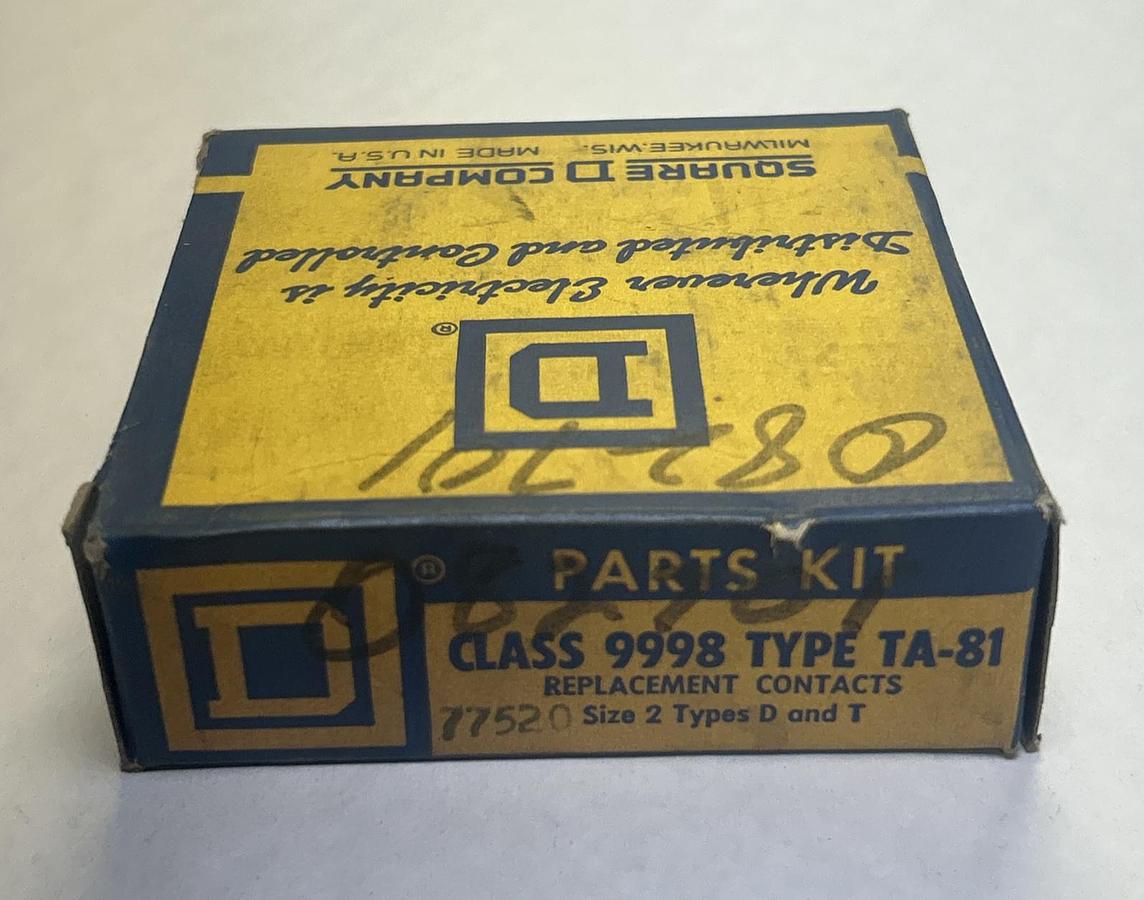 D
®
Wherever Electricity is
Distributed and Controlled
SQUARE D COMPANY
MILWAUKEE, WIS. MADE IN U.S.A.
D ®
PARTS KIT
CLASS 9998 TYPE TA-81
REPLACEMENT CONTACTS
77520 Size 2 Types D and T